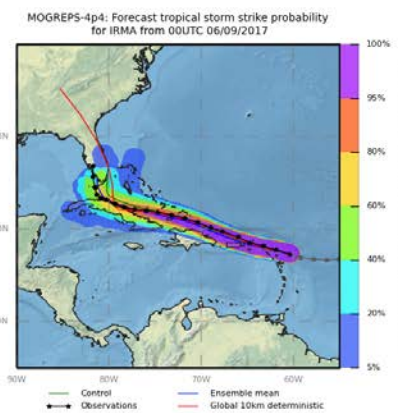 MOGREPS-4p4: Forecast tropical storm strike probability
for IRMA from 00UTC 06/09/2017
100%
95%
80%
60%
40%
20%
5%
90W 80W 70W 60W
Control Ensemble mean
Observations Global 10km deterministic